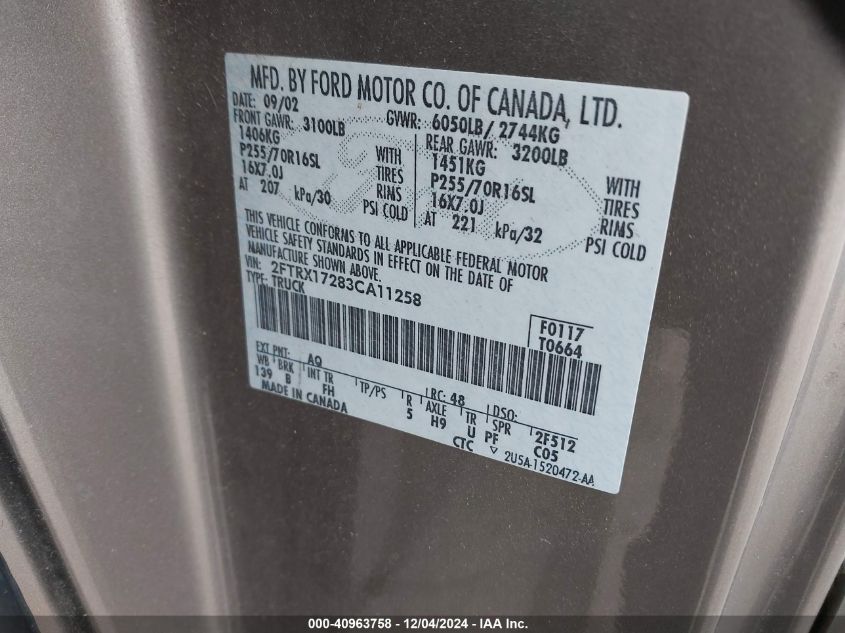 MFD. BY FORD MOTOR CO. OF CANADA, LTD.
DATE: 09/02 GVWR: 6050LB/ 2744KG
FRONT GAWR: 3100LB REAR GAWR: 3200LB
1406KG WITH 1451KG WITH
P255/70R16SL TIRES P255/70R16SL TIRES
16X7.0J RIMS 16X7.0J RIMS
AT 207 kPa/30 PSI COLD AT 221 kPa/32 PSI COLD
THIS VEHICLE CONFORMS TO ALL APPLICABLE FEDERAL MOTOR
VEHICLE SAFETY STANDARDS IN EFFECT ON THE DATE OF
MANUFACTURE SHOWN ABOVE.
VIN: 2FTRX17283CA11258
TYPE: TRUCK
F0117
T0664
EXT PNT: AQ RC: 48 DSO:
WB BRK INT TR TP/PS R AXLE TR SPR 2F512
139 B FH 5 H9 U PF C05
MADE IN CANADA CTC 2U5A-1520472-AA
000-40963758 - 12/04/2024 - IAA Inc.